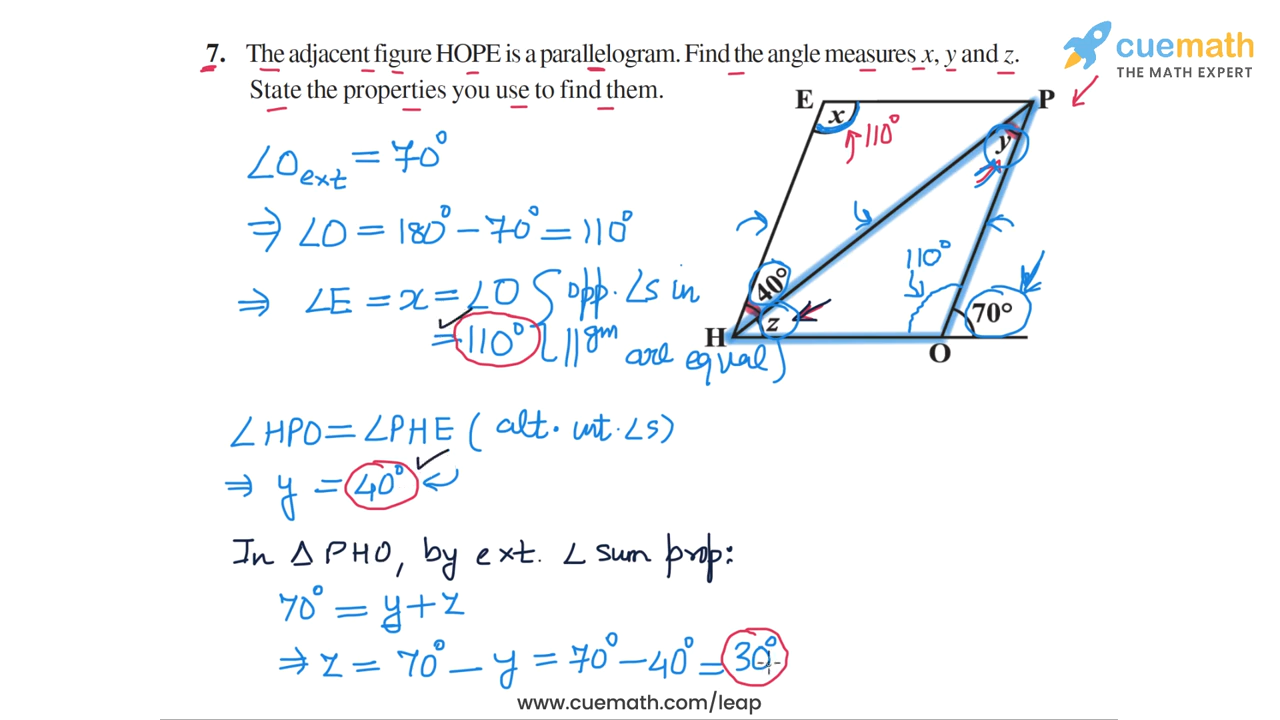 7. The adjacent figure HOPE is a parallelogram. Find the angle measures x, y and z.
State the properties you use to find them.
cuemath
THE MATH EXPERT
E
P
x
110°
y
∠O ext = 70°
⇒ ∠O = 180° - 70° = 110°
110°
⇒ ∠E = x = ∠O { opp. ∠s in
= 110° ||gm are equal }
40°
z
70°
H
O
∠HPO = ∠PHE ( alt. int. ∠s)
⇒ y = 40°
In △ PHO, by ext. ∠ sum prop:
70° = y + z
⇒ z = 70° - y = 70° - 40° = 30°
www.cuemath.com/leap